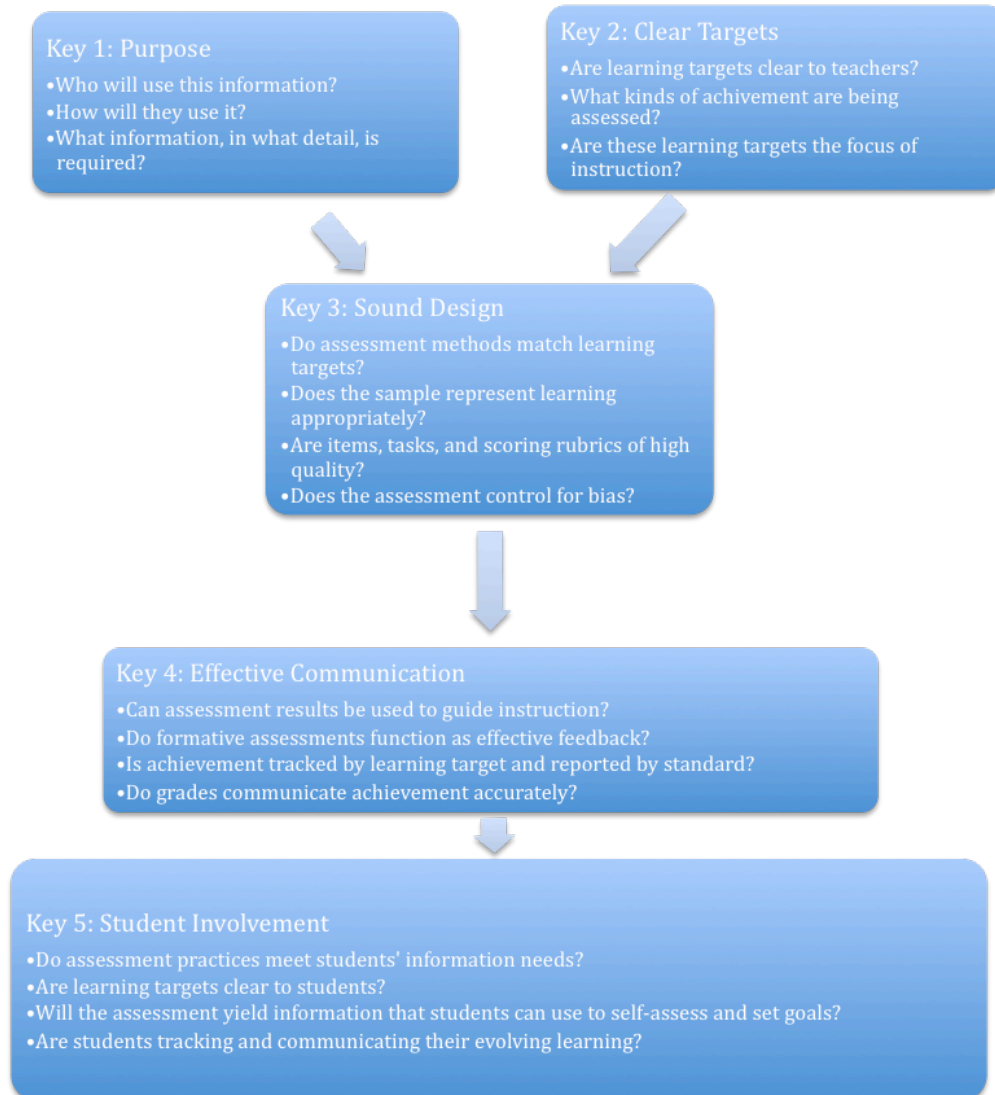 Key 1: Purpose
•Who will use this information?
•How will they use it?
•What information, in what detail, is
required?
Key 2: Clear Targets
•Are learning targets clear to teachers?
•What kinds of achivement are being
assessed?
•Are these learning targets the focus of
instruction?
Key 3: Sound Design
•Do assessment methods match learning
targets?
•Does the sample represent learning
appropriately?
•Are items, tasks, and scoring rubrics of high
quality?
•Does the assessment control for bias?
Key 4: Effective Communication
•Can assessment results be used to guide instruction?
•Do formative assessments function as effective feedback?
•Is achievement tracked by learning target and reported by standard?
•Do grades communicate achievement accurately?
Key 5: Student Involvement
•Do assessment practices meet students' information needs?
•Are learning targets clear to students?
•Will the assessment yield information that students can use to self-assess and set goals?
•Are students tracking and communicating their evolving learning?